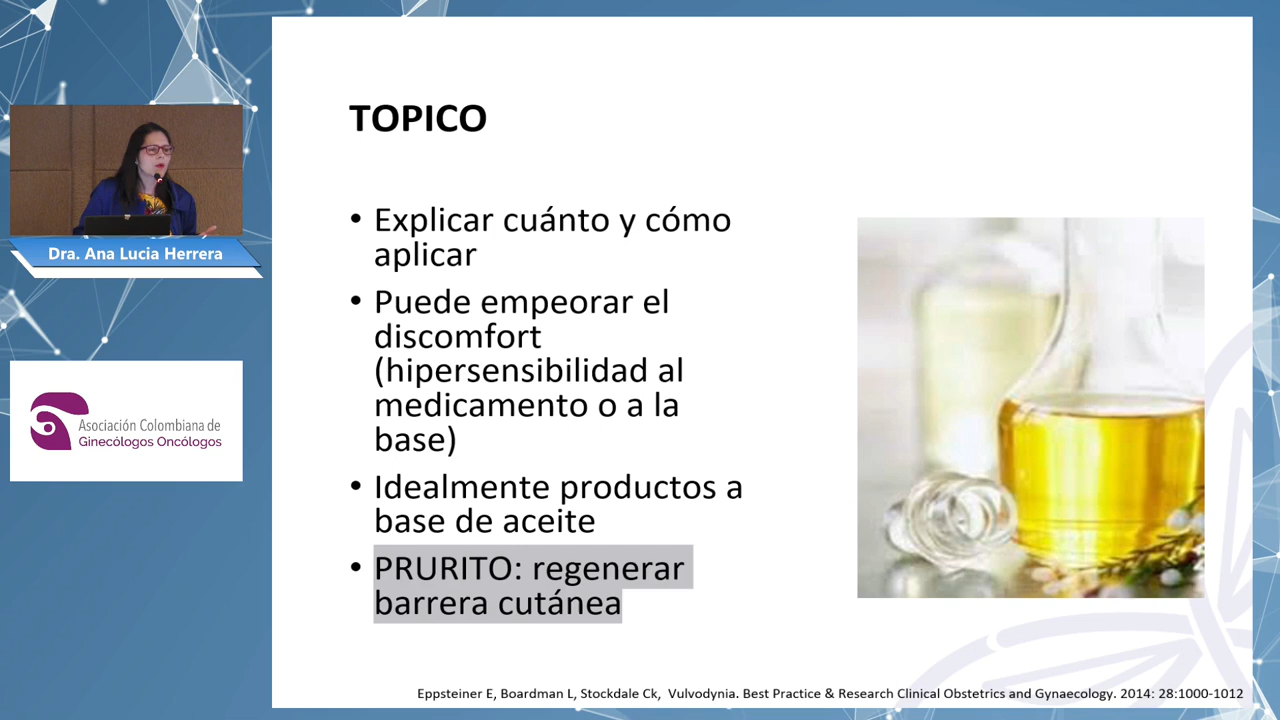 TOPICO
• Explicar cuánto y cómo
aplicar
• Puede empeorar el
discomfort
(hipersensibilidad al
medicamento o a la
base)
• Idealmente productos a
base de aceite
• PRURITO: regenerar
barrera cutánea
Eppsteiner E, Boardman L, Stockdale Ck, Vulvodynia. Best Practice & Research Clinical Obstetrics and Gynaecology. 2014: 28:1000-1012
Dra. Ana Lucia Herrera
Asociación Colombiana de
Ginecólogos Oncólogos